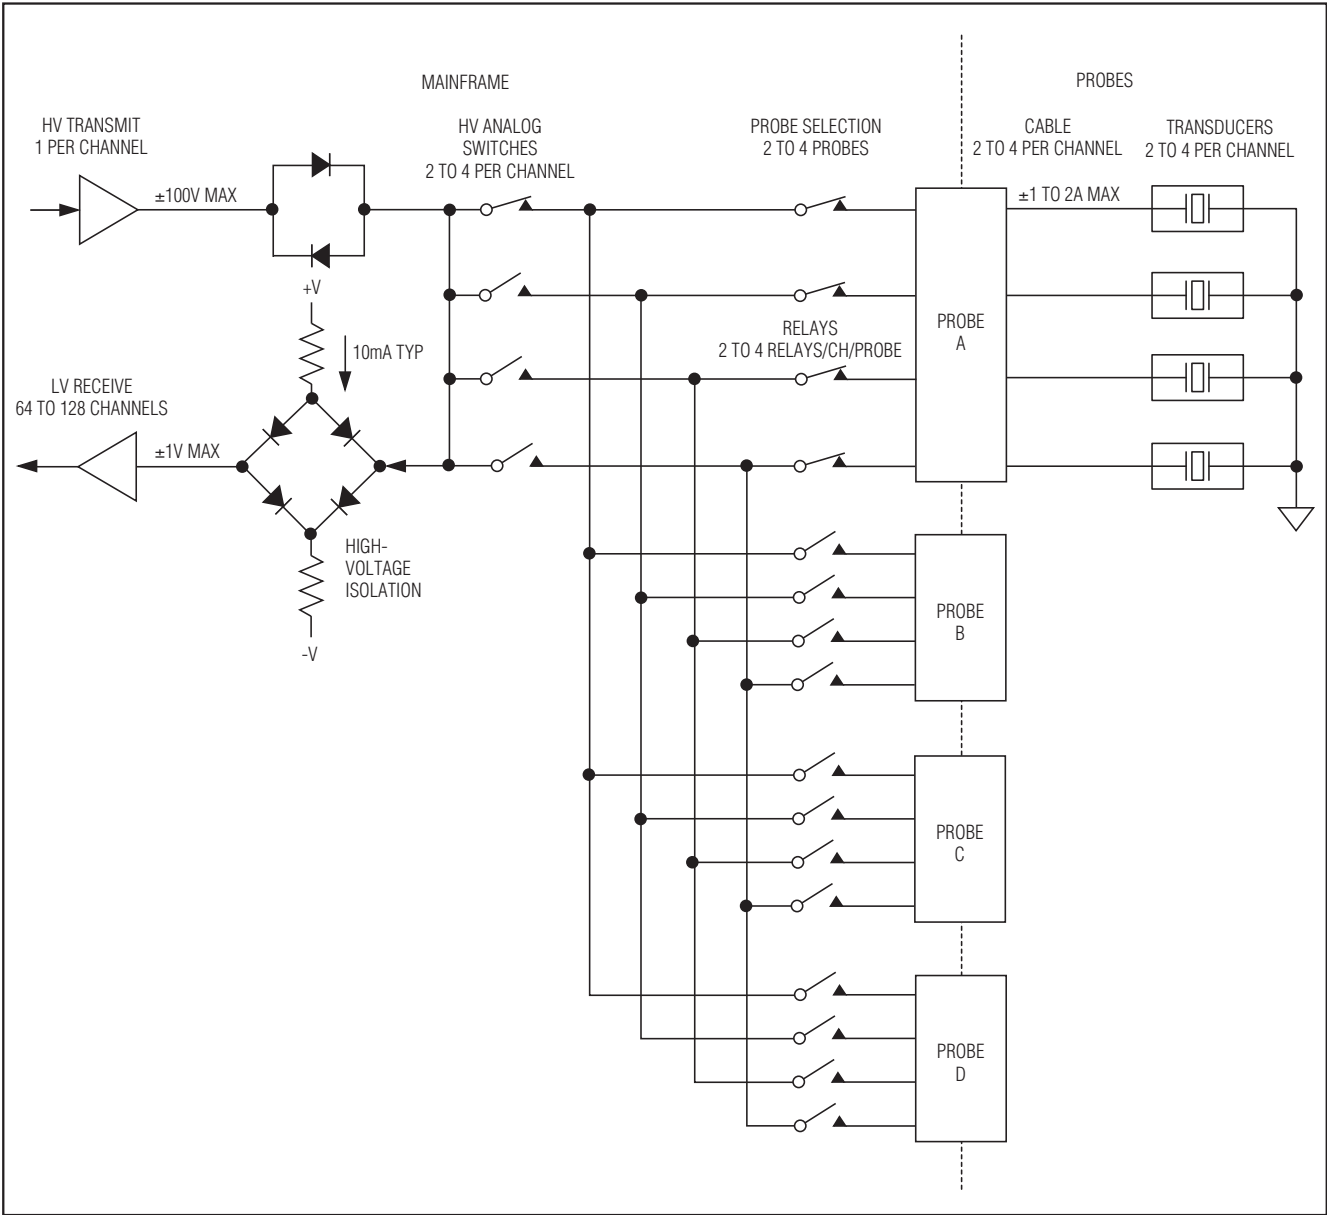 MAINFRAME
PROBES
HV TRANSMIT
1 PER CHANNEL
HV ANALOG
SWITCHES
2 TO 4 PER CHANNEL
PROBE SELECTION
2 TO 4 PROBES
CABLE
2 TO 4 PER CHANNEL
TRANSDUCERS
2 TO 4 PER CHANNEL
±100V MAX
±1 TO 2A MAX
+V
10mA TYP
RELAYS
2 TO 4 RELAYS/CH/PROBE
PROBE
A
LV RECEIVE
64 TO 128 CHANNELS
±1V MAX
HIGH-
VOLTAGE
ISOLATION
-V
PROBE
B
PROBE
C
PROBE
D